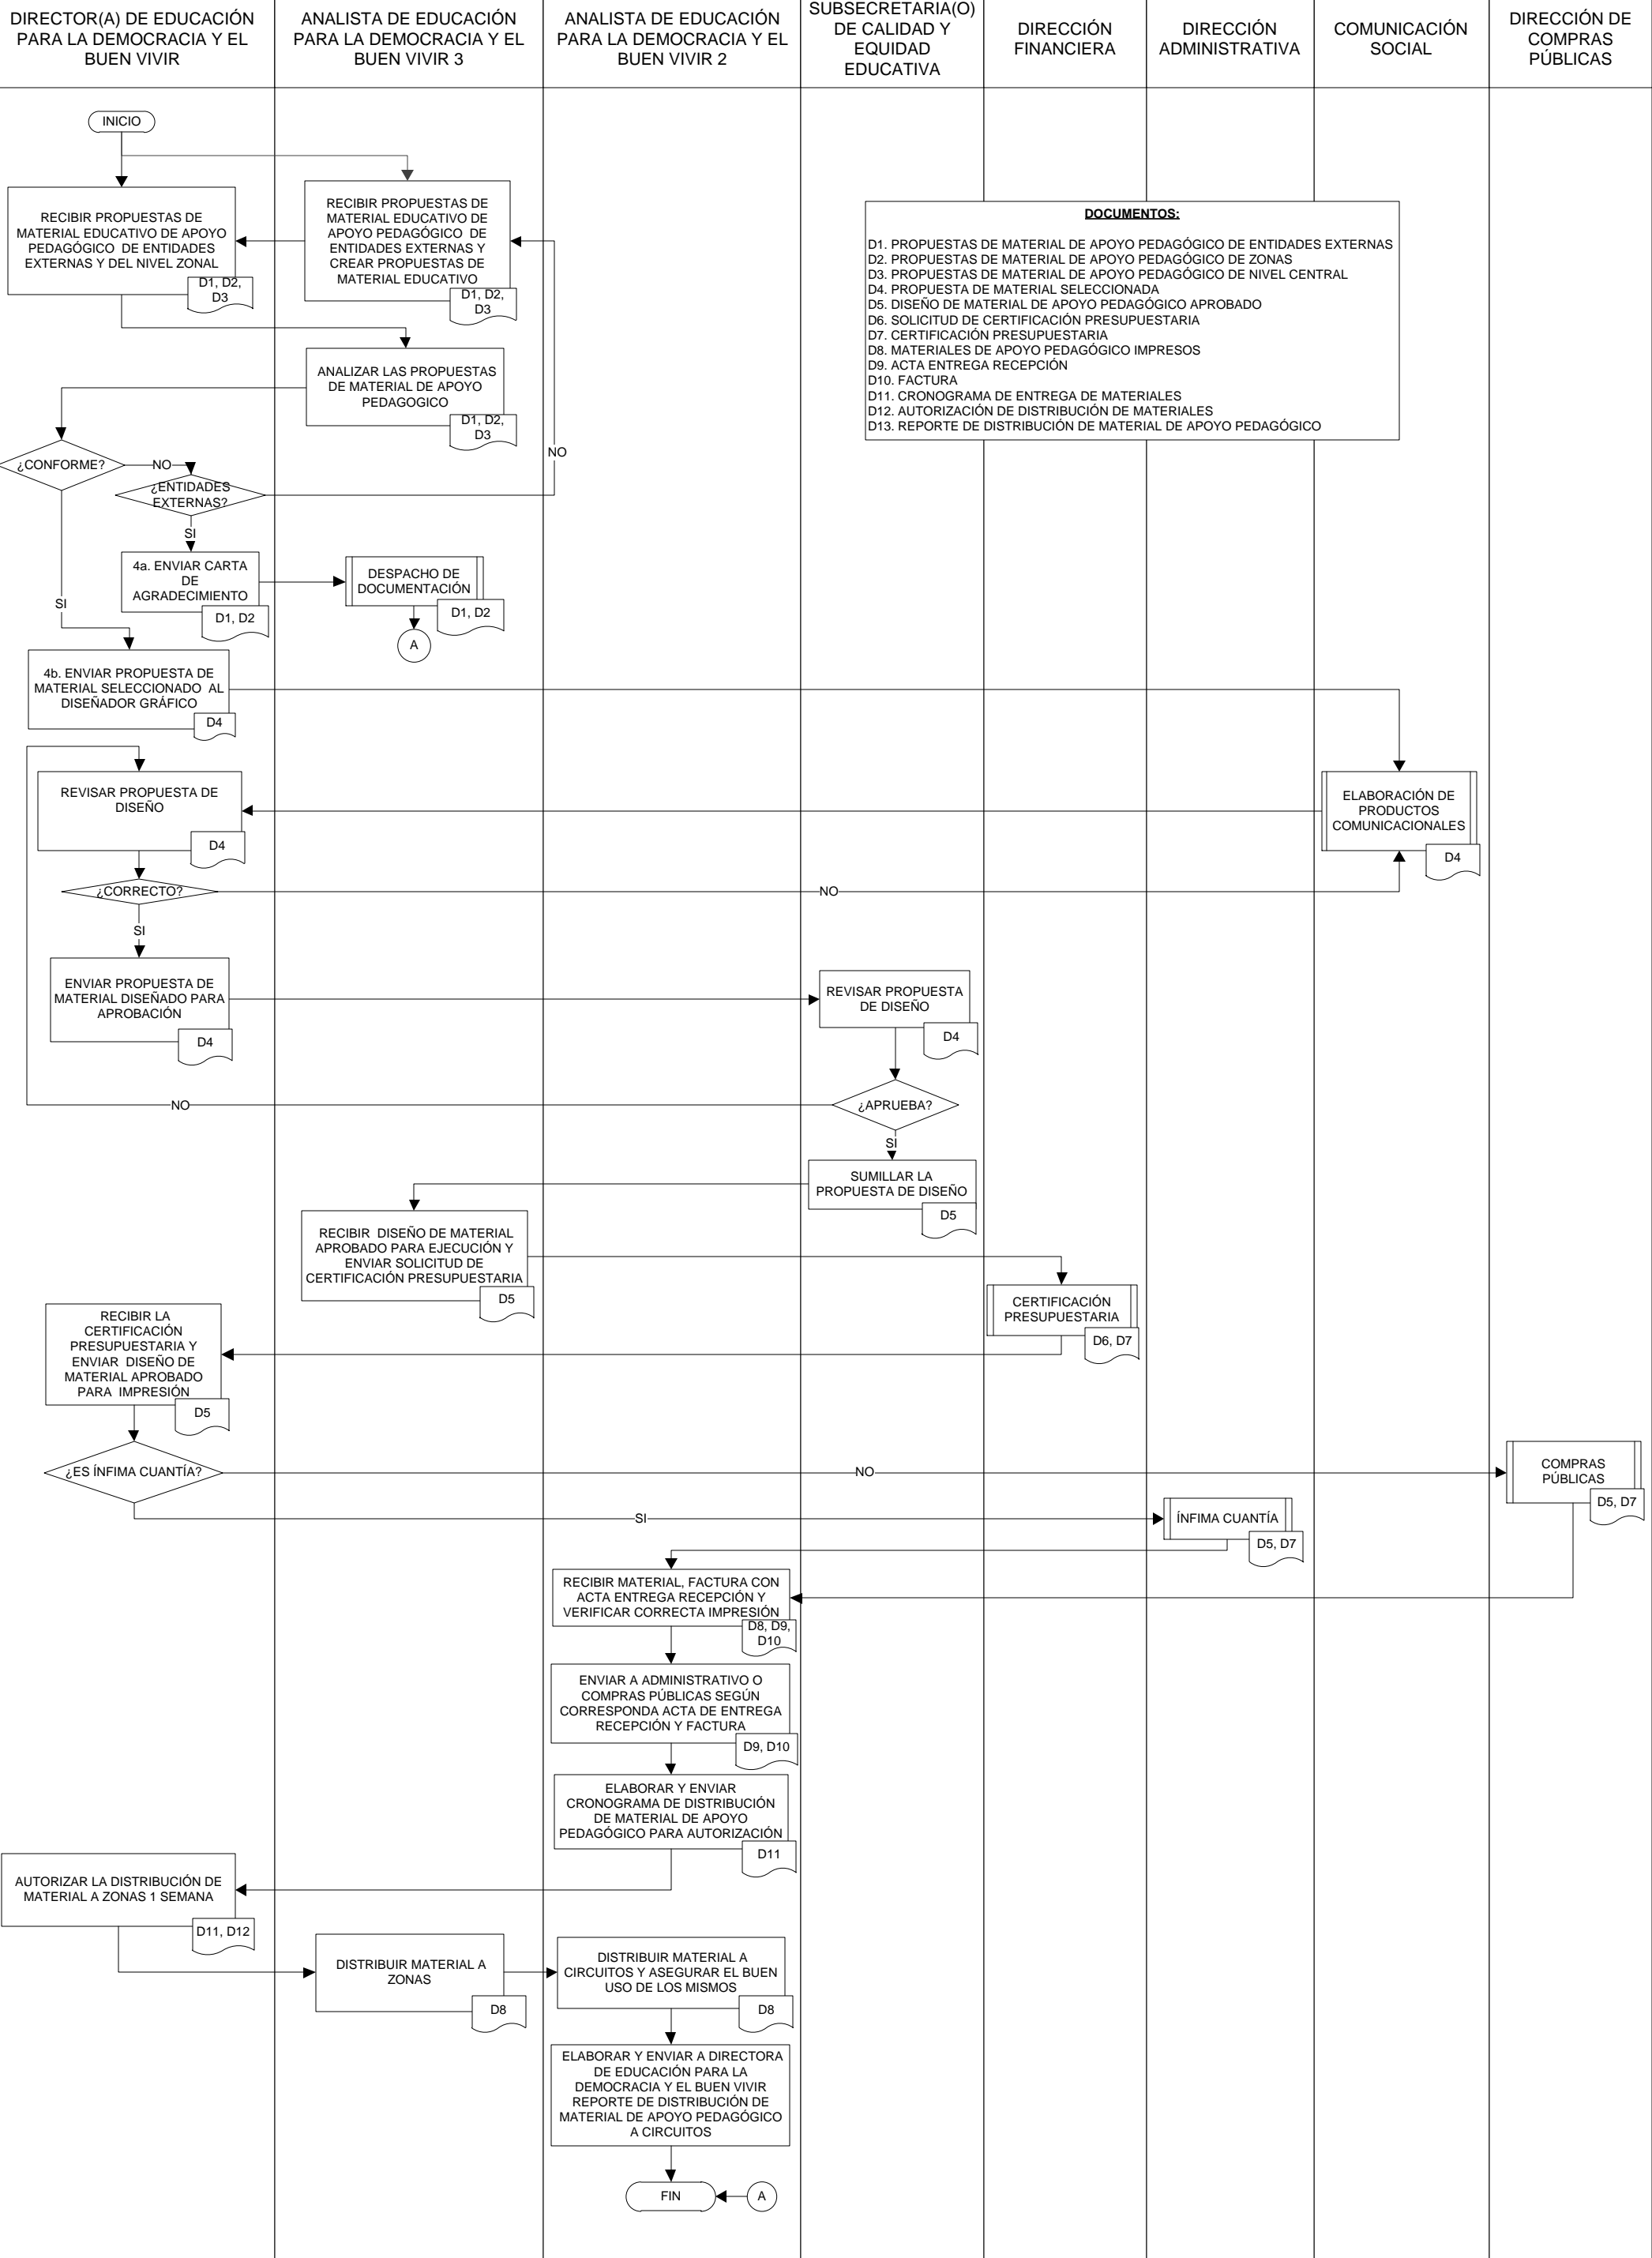 DIRECTOR(A) DE EDUCACIÓN
PARA LA DEMOCRACIA Y EL
BUEN VIVIR
ANALISTA DE EDUCACIÓN
PARA LA DEMOCRACIA Y EL
BUEN VIVIR 3
ANALISTA DE EDUCACIÓN
PARA LA DEMOCRACIA Y EL
BUEN VIVIR 2
SUBSECRETARIA(O)
DE CALIDAD Y
EQUIDAD
EDUCATIVA
DIRECCIÓN
FINANCIERA
DIRECCIÓN
ADMINISTRATIVA
COMUNICACIÓN
SOCIAL
DIRECCIÓN DE
COMPRAS
PÚBLICAS
INICIO
RECIBIR PROPUESTAS DE
MATERIAL EDUCATIVO DE APOYO
PEDAGÓGICO DE ENTIDADES
EXTERNAS Y DEL NIVEL ZONAL
D1, D2,
D3
RECIBIR PROPUESTAS DE
MATERIAL EDUCATIVO DE
APOYO PEDAGÓGICO DE
ENTIDADES EXTERNAS Y
CREAR PROPUESTAS DE
MATERIAL EDUCATIVO
D1, D2,
D3
DOCUMENTOS:
D1. PROPUESTAS DE MATERIAL DE APOYO PEDAGÓGICO DE ENTIDADES EXTERNAS
D2. PROPUESTAS DE MATERIAL DE APOYO PEDAGÓGICO DE ZONAS
D3. PROPUESTAS DE MATERIAL DE APOYO PEDAGÓGICO DE NIVEL CENTRAL
D4. PROPUESTA DE MATERIAL SELECCIONADA
D5. DISEÑO DE MATERIAL DE APOYO PEDAGÓGICO APROBADO
D6. SOLICITUD DE CERTIFICACIÓN PRESUPUESTARIA
D7. CERTIFICACIÓN PRESUPUESTARIA
D8. MATERIALES DE APOYO PEDAGÓGICO IMPRESOS
D9. ACTA ENTREGA RECEPCIÓN
D10. FACTURA
D11. CRONOGRAMA DE ENTREGA DE MATERIALES
D12. AUTORIZACIÓN DE DISTRIBUCIÓN DE MATERIALES
D13. REPORTE DE DISTRIBUCIÓN DE MATERIAL DE APOYO PEDAGÓGICO
ANALIZAR LAS PROPUESTAS
DE MATERIAL DE APOYO
PEDAGOGICO
D1, D2,
D3
¿CONFORME?
NO
¿ENTIDADES
EXTERNAS?
NO
SI
4a. ENVIAR CARTA
DE
AGRADECIMIENTO
D1, D2
DESPACHO DE
DOCUMENTACIÓN
D1, D2
A
SI
4b. ENVIAR PROPUESTA DE
MATERIAL SELECCIONADO AL
DISEÑADOR GRÁFICO
D4
REVISAR PROPUESTA DE
DISEÑO
D4
ELABORACIÓN DE
PRODUCTOS
COMUNICACIONALES
D4
¿CORRECTO?
NO
SI
ENVIAR PROPUESTA DE
MATERIAL DISEÑADO PARA
APROBACIÓN
D4
REVISAR PROPUESTA
DE DISEÑO
D4
¿APRUEBA?
NO
SI
SUMILLAR LA
PROPUESTA DE DISEÑO
D5
RECIBIR DISEÑO DE MATERIAL
APROBADO PARA EJECUCIÓN Y
ENVIAR SOLICITUD DE
CERTIFICACIÓN PRESUPUESTARIA
D5
CERTIFICACIÓN
PRESUPUESTARIA
D6, D7
RECIBIR LA
CERTIFICACIÓN
PRESUPUESTARIA Y
ENVIAR DISEÑO DE
MATERIAL APROBADO
PARA IMPRESIÓN
D5
¿ES ÍNFIMA CUANTÍA?
NO
COMPRAS
PÚBLICAS
D5, D7
SI
ÍNFIMA CUANTÍA
D5, D7
RECIBIR MATERIAL, FACTURA CON
ACTA ENTREGA RECEPCIÓN Y
VERIFICAR CORRECTA IMPRESIÓN
D8, D9,
D10
ENVIAR A ADMINISTRATIVO O
COMPRAS PÚBLICAS SEGÚN
CORRESPONDA ACTA DE ENTREGA
RECEPCIÓN Y FACTURA
D9, D10
ELABORAR Y ENVIAR
CRONOGRAMA DE DISTRIBUCIÓN
DE MATERIAL DE APOYO
PEDAGÓGICO PARA AUTORIZACIÓN
D11
AUTORIZAR LA DISTRIBUCIÓN DE
MATERIAL A ZONAS 1 SEMANA
D11, D12
DISTRIBUIR MATERIAL A
ZONAS
D8
DISTRIBUIR MATERIAL A
CIRCUITOS Y ASEGURAR EL BUEN
USO DE LOS MISMOS
D8
ELABORAR Y ENVIAR A DIRECTORA
DE EDUCACIÓN PARA LA
DEMOCRACIA Y EL BUEN VIVIR
REPORTE DE DISTRIBUCIÓN DE
MATERIAL DE APOYO PEDAGÓGICO
A CIRCUITOS
FIN
A